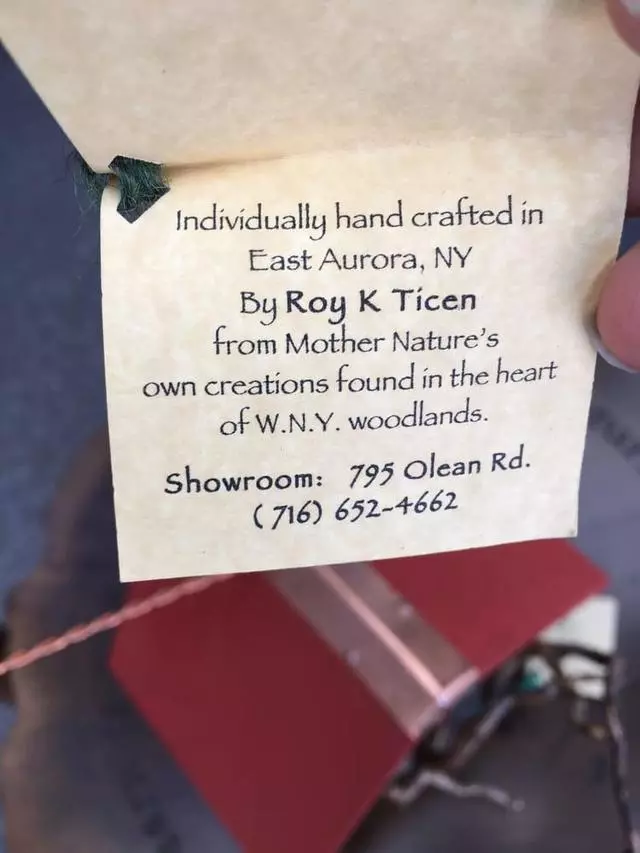 Individually hand crafted in
East Aurora, NY
By Roy K Ticen
from Mother Nature's
own creations found in the heart
of W.N.Y. woodlands.
Showroom: 795 Olean Rd.
(716) 652-4662